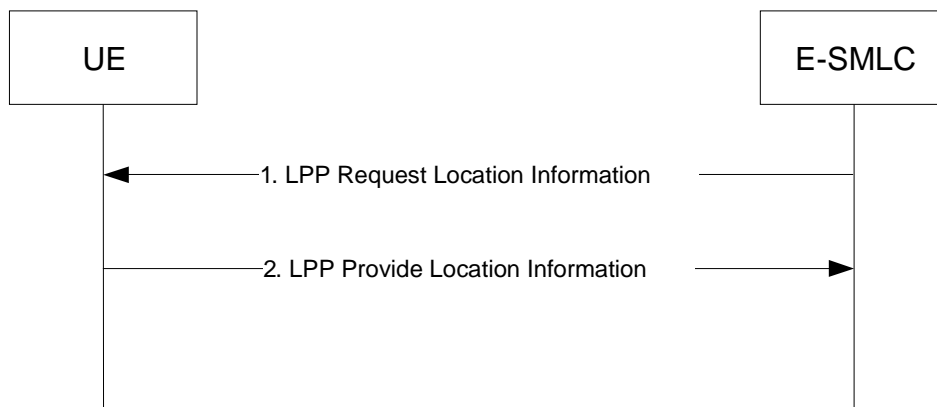 UE
E-SMLC
1. LPP Request Location Information
2. LPP Provide Location Information